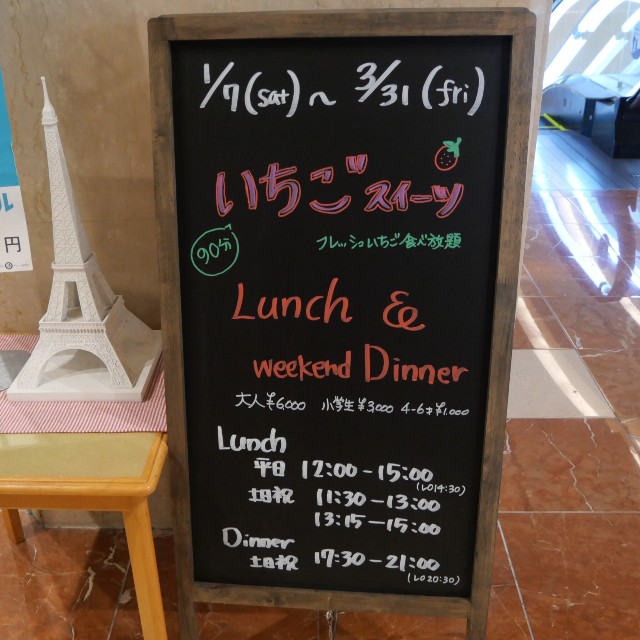 1/7(sat)～3/31(fri)
いちごスイーツ
90分
フレッシュいちご食べ放題
Lunch &
weekend Dinner
大人¥6,000 小学生¥3,000 4-6才¥1,000
Lunch
平日 12:00-15:00
(LO14:30)
土日祝 11:30-13:00
13:15-15:00
Dinner
土日祝 17:30-21:00
(LO20:30)
ル
円